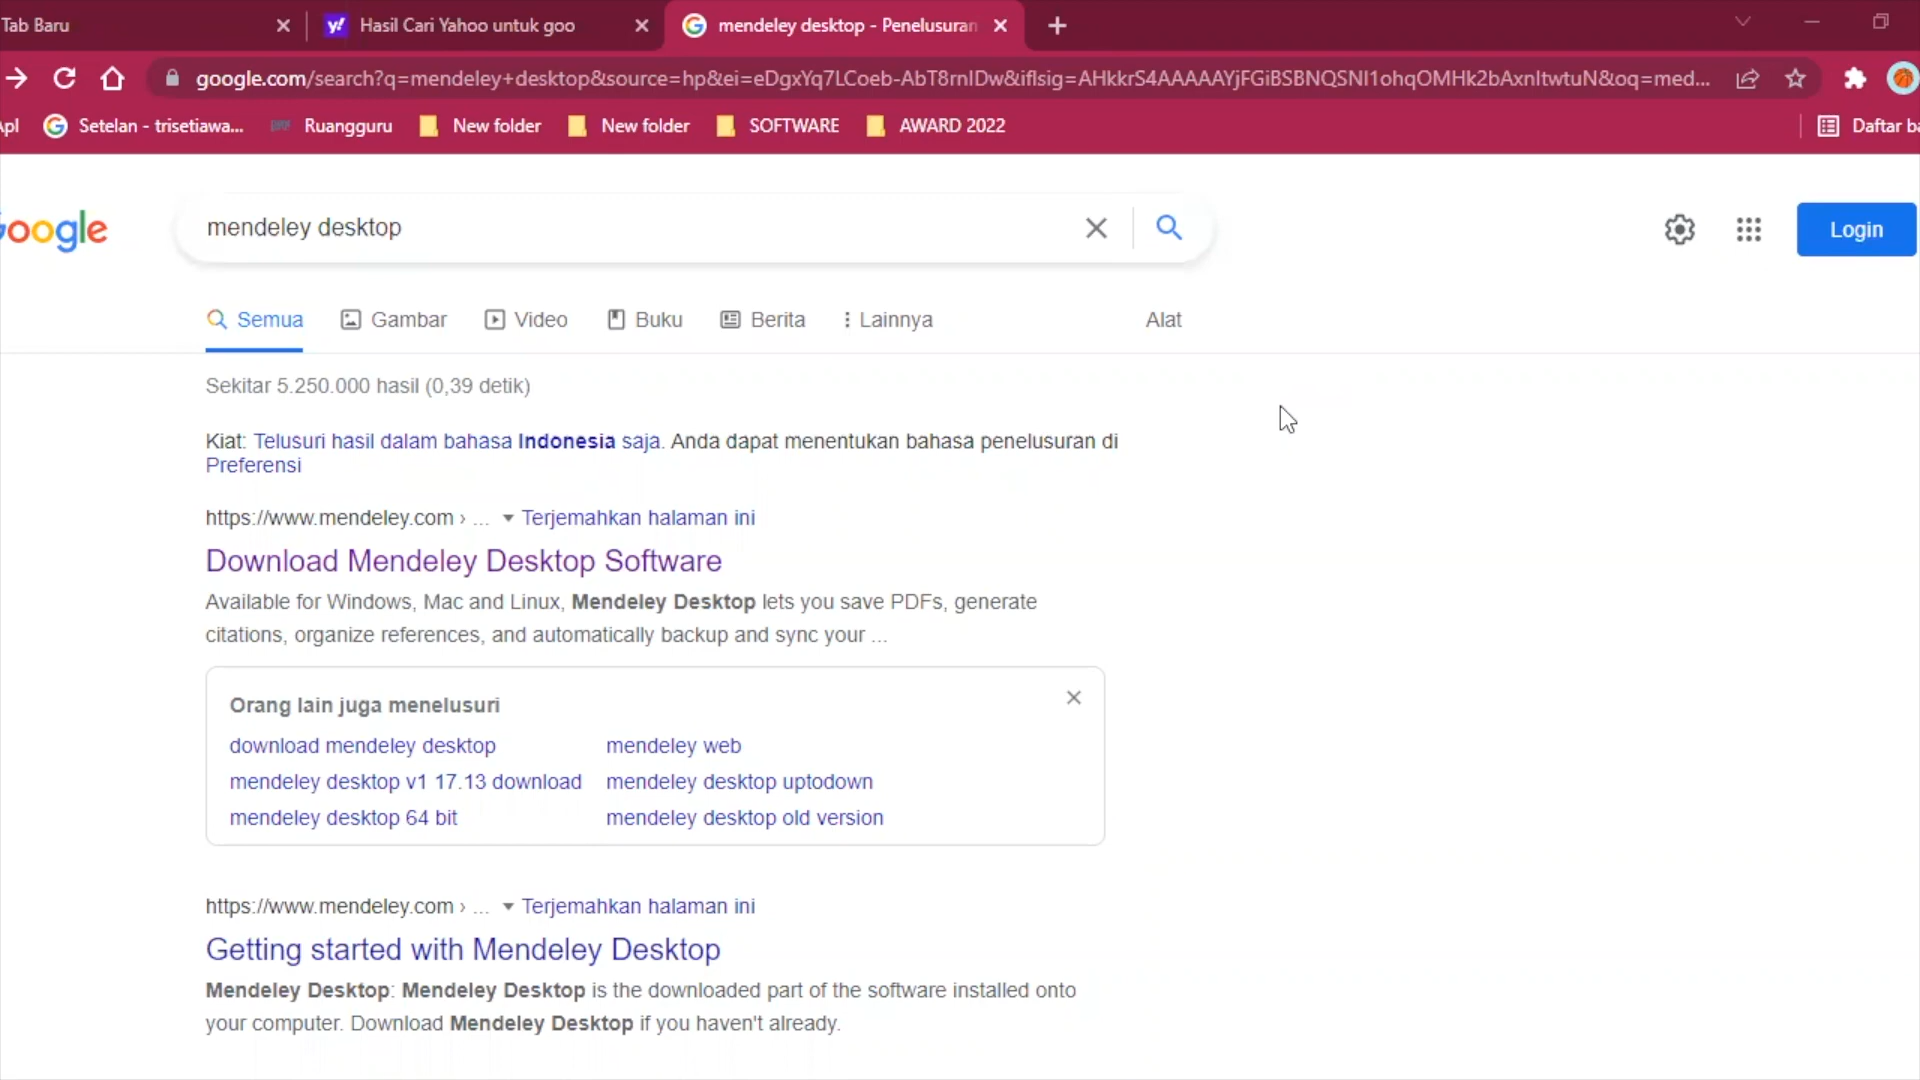 Tab Baru
Hasil Cari Yahoo untuk goo
mendeley desktop - Penelusuran
google.com/search?q=mendeley+desktop&source=hp&ei=eDgxYq7LCoeb-AbT8rnIDw&iflsig=AHkkrS4AAAAAYjFGiBSBNQSNI1ohqOMHk2bAxnItwtuN&oq=med...
Apl
Setelan - trisetiawa...
Ruangguru
New folder
New folder
SOFTWARE
AWARD 2022
Daftar ba
Google
mendeley desktop
Login
Semua
Gambar
Video
Buku
Berita
Lainnya
Alat
Sekitar 5.250.000 hasil (0,39 detik)
Kiat: Telusuri hasil dalam bahasa Indonesia saja. Anda dapat menentukan bahasa penelusuran di
Preferensi
https://www.mendeley.com › ... Terjemahkan halaman ini
Download Mendeley Desktop Software
Available for Windows, Mac and Linux, Mendeley Desktop lets you save PDFs, generate
citations, organize references, and automatically backup and sync your ...
Orang lain juga menelusuri
download mendeley desktop
mendeley web
mendeley desktop v1 17.13 download
mendeley desktop uptodown
mendeley desktop 64 bit
mendeley desktop old version
https://www.mendeley.com › ... Terjemahkan halaman ini
Getting started with Mendeley Desktop
Mendeley Desktop: Mendeley Desktop is the downloaded part of the software installed onto
your computer. Download Mendeley Desktop if you haven't already.